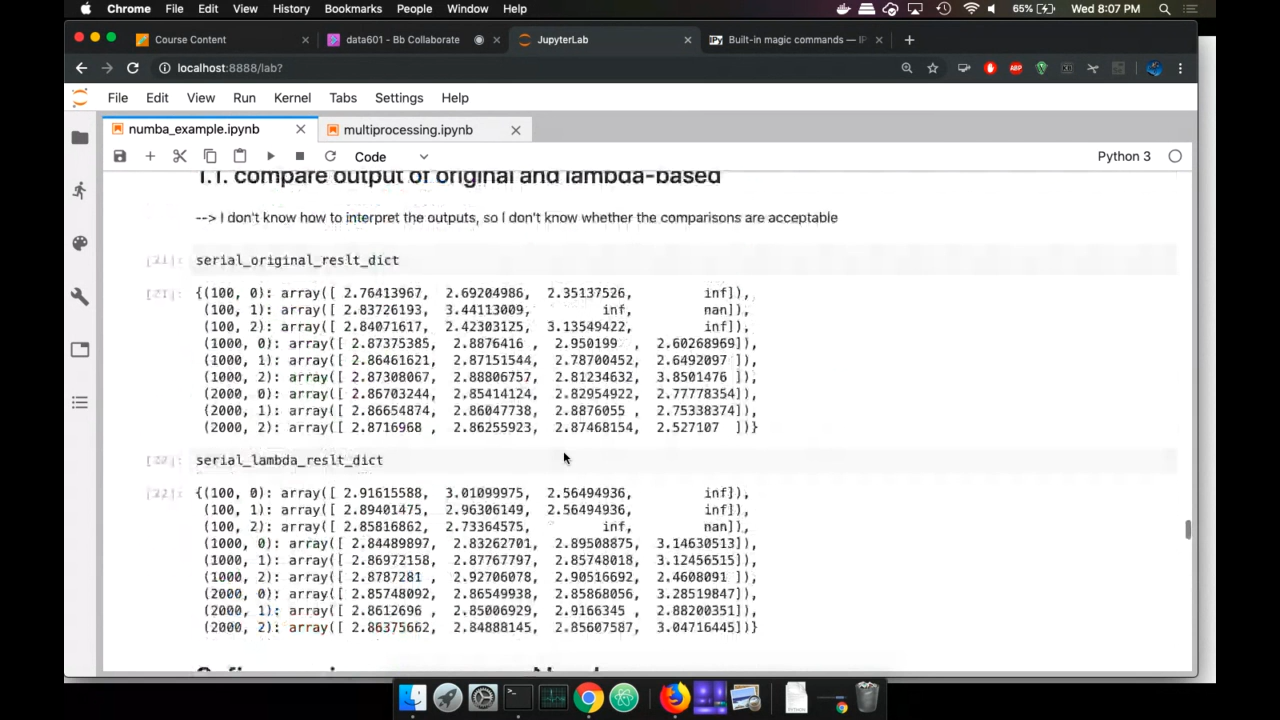 Chrome File Edit View History Bookmarks People Window Help 65% Wed 8:07 PM
Course Content data601 - Bb Collaborate JupyterLab Built-in magic commands — IP
localhost:8888/lab?
File Edit View Run Kernel Tabs Settings Help
numba_example.ipynb multiprocessing.ipynb
Code Python 3
1.1. compare output of original and lambda-based
--> I don't know how to interpret the outputs, so I don't know whether the comparisons are acceptable
[21]: serial_original_reslt_dict
[21]: {(100, 0): array([ 2.76413967, 2.69204986, 2.35137526, inf]),
(100, 1): array([ 2.83726193, 3.44113009, inf, nan]),
(100, 2): array([ 2.84071617, 2.42303125, 3.13549422, inf]),
(1000, 0): array([ 2.87375385, 2.8876416 , 2.950199 , 2.60268969]),
(1000, 1): array([ 2.86461621, 2.87151544, 2.78700452, 2.6492097 ]),
(1000, 2): array([ 2.87308067, 2.88806757, 2.81234632, 3.8501476 ]),
(2000, 0): array([ 2.86703244, 2.85414124, 2.82954922, 2.77778354]),
(2000, 1): array([ 2.86654874, 2.86047738, 2.8876055 , 2.75338374]),
(2000, 2): array([ 2.8716968 , 2.86255923, 2.87468154, 2.527107 ])}
[22]: serial_lambda_reslt_dict
[22]: {(100, 0): array([ 2.91615588, 3.01099975, 2.56494936, inf]),
(100, 1): array([ 2.89401475, 2.96306149, 2.56494936, inf]),
(100, 2): array([ 2.85816862, 2.73364575, inf, nan]),
(1000, 0): array([ 2.84489897, 2.83262701, 2.89508875, 3.14630513]),
(1000, 1): array([ 2.86972158, 2.87767797, 2.85748018, 3.12456515]),
(1000, 2): array([ 2.8787281 , 2.92706078, 2.90516692, 2.4608091 ]),
(2000, 0): array([ 2.85748092, 2.86549938, 2.85868056, 3.28519847]),
(2000, 1): array([ 2.8612696 , 2.85006929, 2.9166345 , 2.88200351]),
(2000, 2): array([ 2.86375662, 2.84888145, 2.85607587, 3.04716445])}